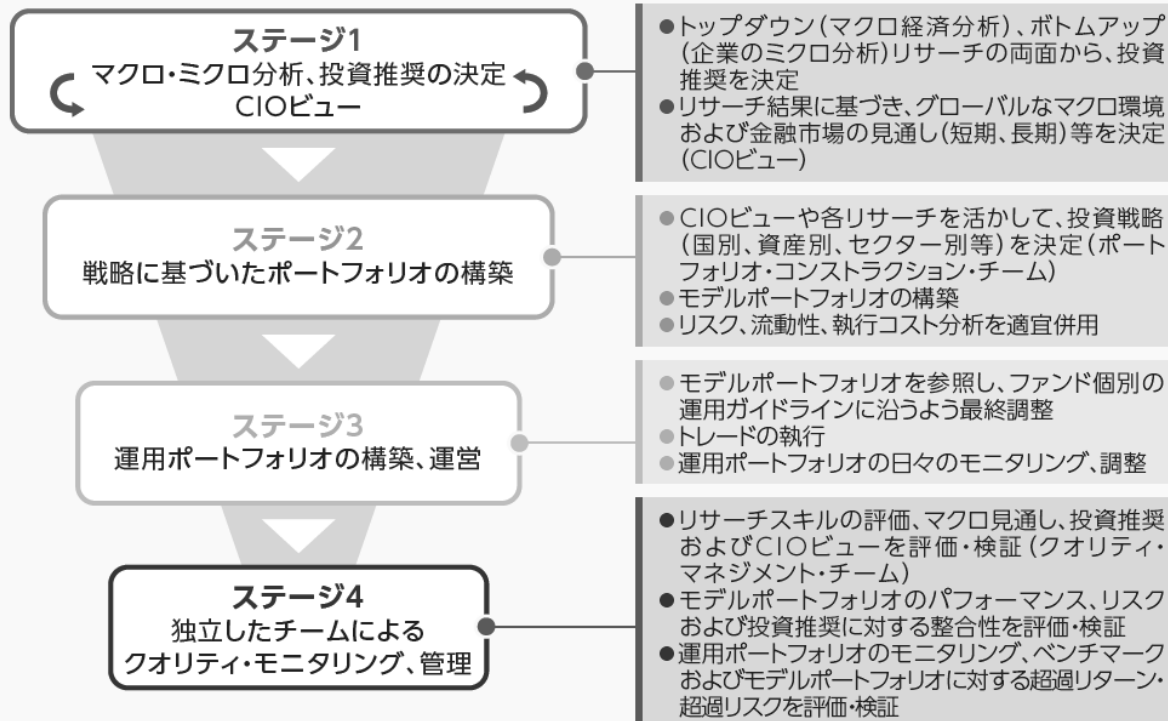 ステージ1
マクロ・ミクロ分析、投資推奨の決定
CIOビュー
●トップダウン(マクロ経済分析)、ボトムアップ
(企業のミクロ分析)リサーチの両面から、投資
推奨を決定
●リサーチ結果に基づき、グローバルなマクロ環境
および金融市場の見通し(短期、長期)等を決定
(CIOビュー)
ステージ2
戦略に基づいたポートフォリオの構築
●CIOビューや各リサーチを活かして、投資戦略
(国別、資産別、セクター別等)を決定(ポート
フォリオ・コンストラクション・チーム)
●モデルポートフォリオの構築
●リスク、流動性、執行コスト分析を適宜併用
ステージ3
運用ポートフォリオの構築、運営
●モデルポートフォリオを参照し、ファンド個別の
運用ガイドラインに沿うよう最終調整
●トレードの執行
●運用ポートフォリオの日々のモニタリング、調整
ステージ4
独立したチームによる
クオリティ・モニタリング、管理
●リサーチスキルの評価、マクロ見通し、投資推奨
およびCIOビューを評価・検証(クオリティ・
マネジメント・チーム)
●モデルポートフォリオのパフォーマンス、リスク
および投資推奨に対する整合性を評価・検証
●運用ポートフォリオのモニタリング、ベンチマーク
およびモデルポートフォリオに対する超過リターン・
超過リスクを評価・検証